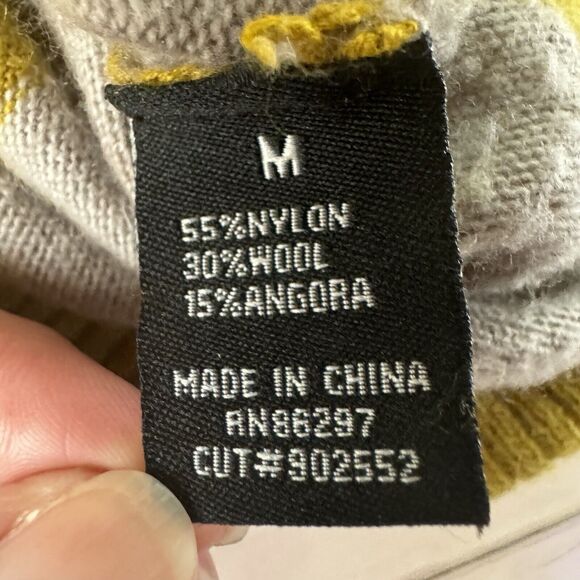 M
55%NYLON
30%WOOL
15%ANGORA
MADE IN CHINA
RN86297
CUT#902552